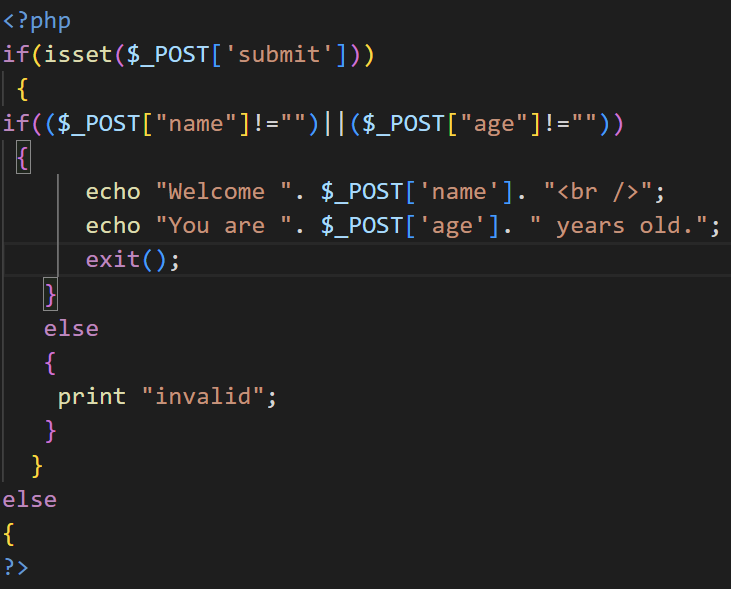 <?php
if(isset($_POST['submit']))
{
if(($_POST["name"]!="")||($_POST["age"]!=""))
{
echo "Welcome ". $_POST['name']. "<br />";
echo "You are ". $_POST['age']. " years old.";
exit();
}
else
{
print "invalid";
}
}
else
{
?>